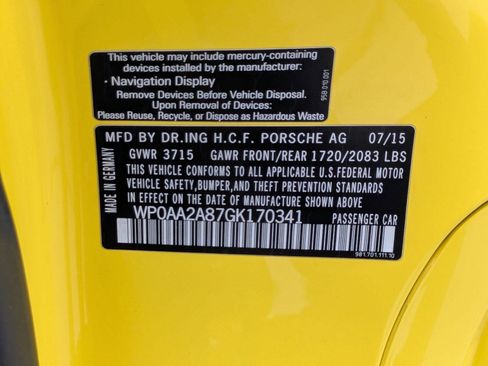 This vehicle may include mercury-containing
devices installed by the manufacturer:
· Navigation Display
Remove Devices Before Vehicle Disposal.
Upon Removal of Devices:
Please Reuse, Recycle, or Dispose as Hazardous Waste
958.010.001
MFD BY DR.ING H.C.F. PORSCHE AG 07/15
GVWR 3715 GAWR FRONT/REAR 1720/2083 LBS
THIS VEHICLE CONFORMS TO ALL APPLICABLE U.S.FEDERAL MOTOR
VEHICLE SAFETY,BUMPER,AND THEFT PREVENTION STANDARDS
IN EFFECT ON THE DATE OF MANUFACTURE SHOWN ABOVE.
WP0AA2A87GK170341 PASSENGER CAR
981.701.111.10